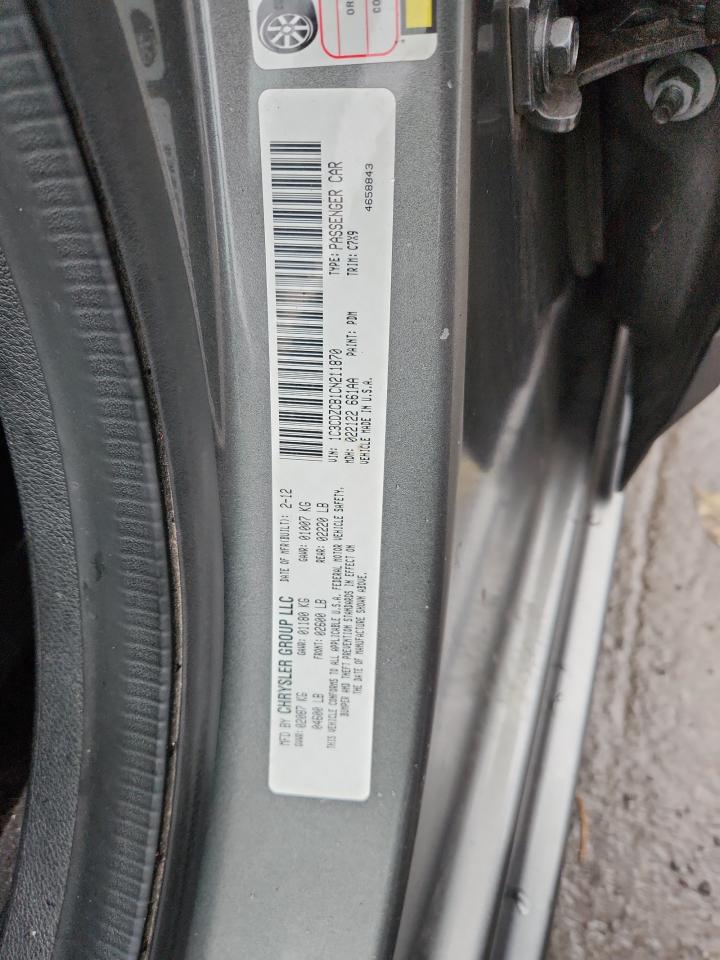 OR
CO
MFD BY CHRYSLER GROUP LLC
DATE OF MFR(BUILT): 2-12
GVWR: 02087 KG
GAWR: 01180 KG
GAWR: 01007 KG
04600 LB
FRONT: 02600 LB
REAR: 02220 LB
THIS VEHICLE CONFORMS TO ALL APPLICABLE U.S.A. FEDERAL MOTOR VEHICLE SAFETY,
BUMPER AND THEFT PREVENTION STANDARDS IN EFFECT ON
THE DATE OF MANUFACTURE SHOWN ABOVE.
VIN: 1C3CDZCB1CN211870
TYPE: PASSENGER CAR
MDH: 022122 661AA
PAINT: PDM
TRIM: C7X9
VEHICLE MADE IN U.S.A.
4658843